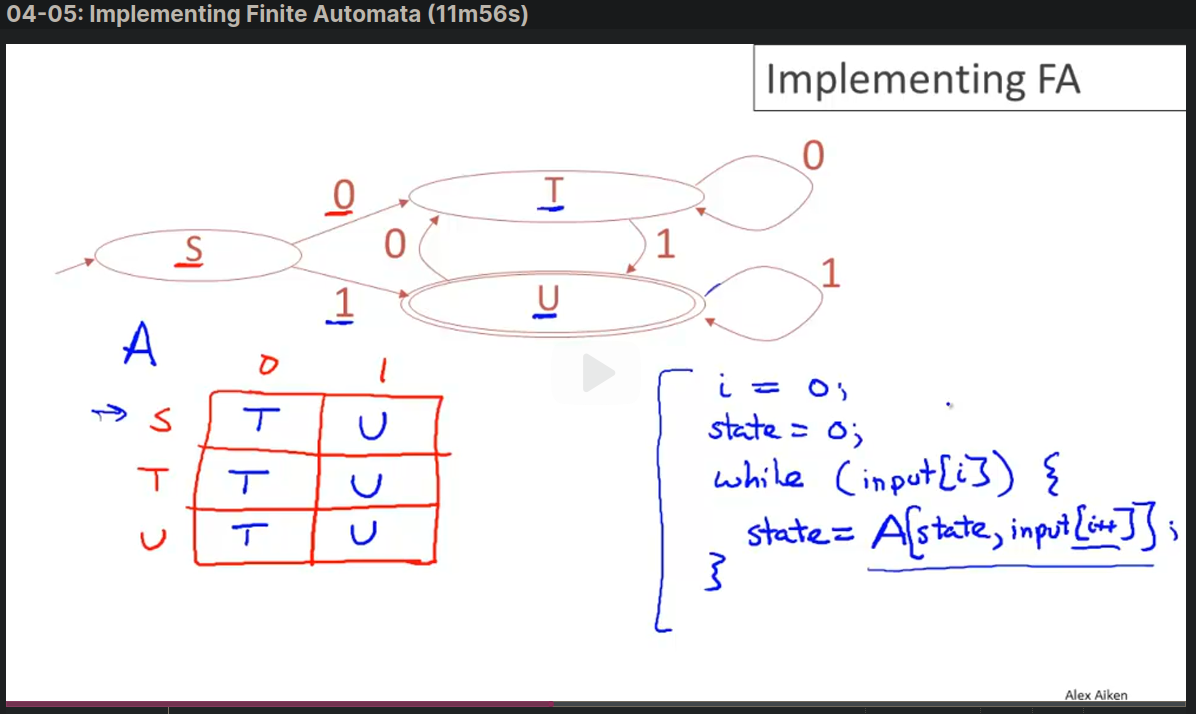 04-05: Implementing Finite Automata (11m56s)
Implementing FA
0
T
0
S
0
1
1
U
1
A
0 1
S T U
T T U
U T U
i = 0;
state = 0;
while (input[i]) {
state = A[state, input[i++]];
}
Alex Aiken